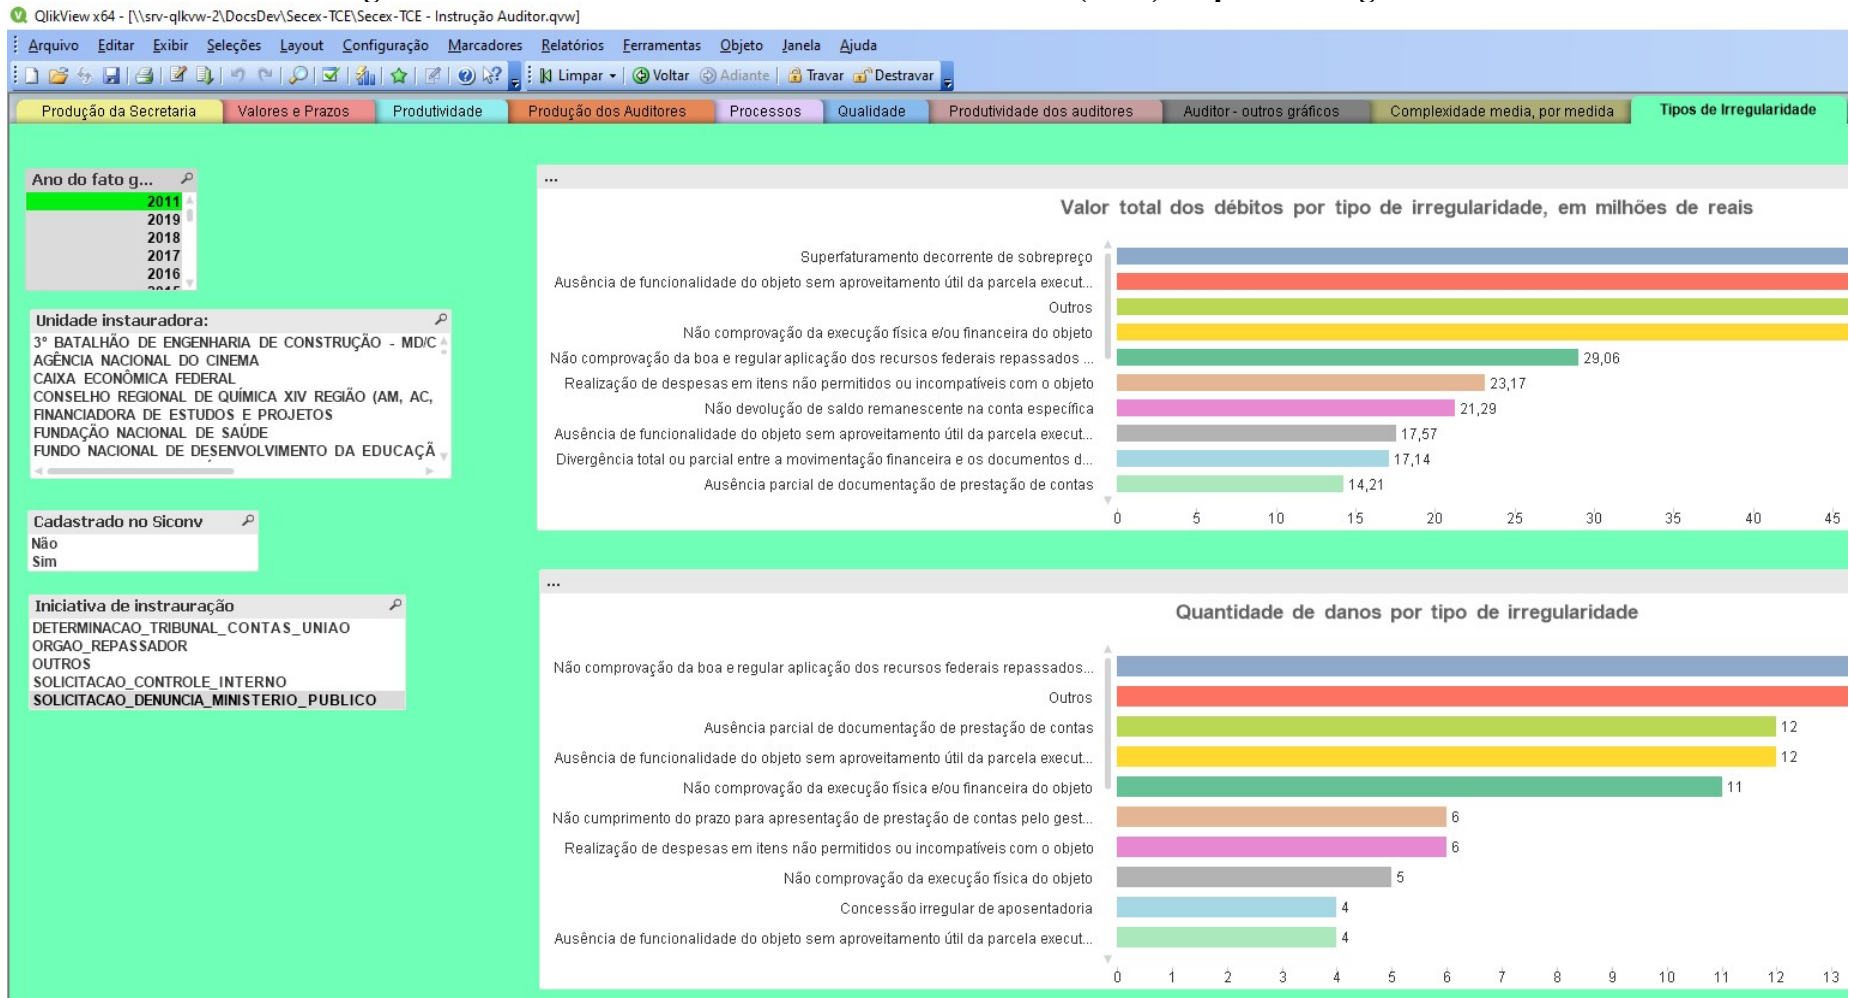 QlikView x64 - [\\srv-qlkvw-2\DocsDev\Secex-TCE\Secex-TCE - Instrução Auditor.qvw]
Arquivo Editar Exibir Seleções Layout Configuração Marcadores Relatórios Ferramentas Objeto Janela Ajuda
Limpar Voltar Adiante Travar Destravar
Produção da Secretaria Valores e Prazos Produtividade Produção dos Auditores Processos Qualidade Produtividade dos auditores Auditor - outros gráficos Complexidade media, por medida Tipos de Irregularidade
Ano do fato g...
2011
2019
2018
2017
2016
2015
Unidade instauradora:
3º BATALHÃO DE ENGENHARIA DE CONSTRUÇÃO - MD/C
AGÊNCIA NACIONAL DO CINEMA
CAIXA ECONÔMICA FEDERAL
CONSELHO REGIONAL DE QUÍMICA XIV REGIÃO (AM, AC,
FINANCIADORA DE ESTUDOS E PROJETOS
FUNDAÇÃO NACIONAL DE SAÚDE
FUNDO NACIONAL DE DESENVOLVIMENTO DA EDUCAÇÃ
Cadastrado no Siconv
Não
Sim
Iniciativa de instrauração
DETERMINACAO_TRIBUNAL_CONTAS_UNIAO
ORGAO_REPASSADOR
OUTROS
SOLICITACAO_CONTROLE_INTERNO
SOLICITACAO_DENUNCIA_MINISTERIO_PUBLICO
...
Valor total dos débitos por tipo de irregularidade, em milhões de reais
Superfaturamento decorrente de sobrepreço
Ausência de funcionalidade do objeto sem aproveitamento útil da parcela execut...
Outros
Não comprovação da execução física e/ou financeira do objeto
Não comprovação da boa e regular aplicação dos recursos federais repassados ... 29,06
Realização de despesas em itens não permitidos ou incompatíveis com o objeto 23,17
Não devolução de saldo remanescente na conta específica 21,29
Ausência de funcionalidade do objeto sem aproveitamento útil da parcela execut... 17,57
Divergência total ou parcial entre a movimentação financeira e os documentos d... 17,14
Ausência parcial de documentação de prestação de contas 14,21
0 5 10 15 20 25 30 35 40 45
...
Quantidade de danos por tipo de irregularidade
Não comprovação da boa e regular aplicação dos recursos federais repassados...
Outros
Ausência parcial de documentação de prestação de contas 12
Ausência de funcionalidade do objeto sem aproveitamento útil da parcela execut... 12
Não comprovação da execução física e/ou financeira do objeto 11
Não cumprimento do prazo para apresentação de prestação de contas pelo gest... 6
Realização de despesas em itens não permitidos ou incompatíveis com o objeto 6
Não comprovação da execução física do objeto 5
Concessão irregular de aposentadoria 4
Ausência de funcionalidade do objeto sem aproveitamento útil da parcela execut... 4
0 1 2 3 4 5 6 7 8 9 10 11 12 13